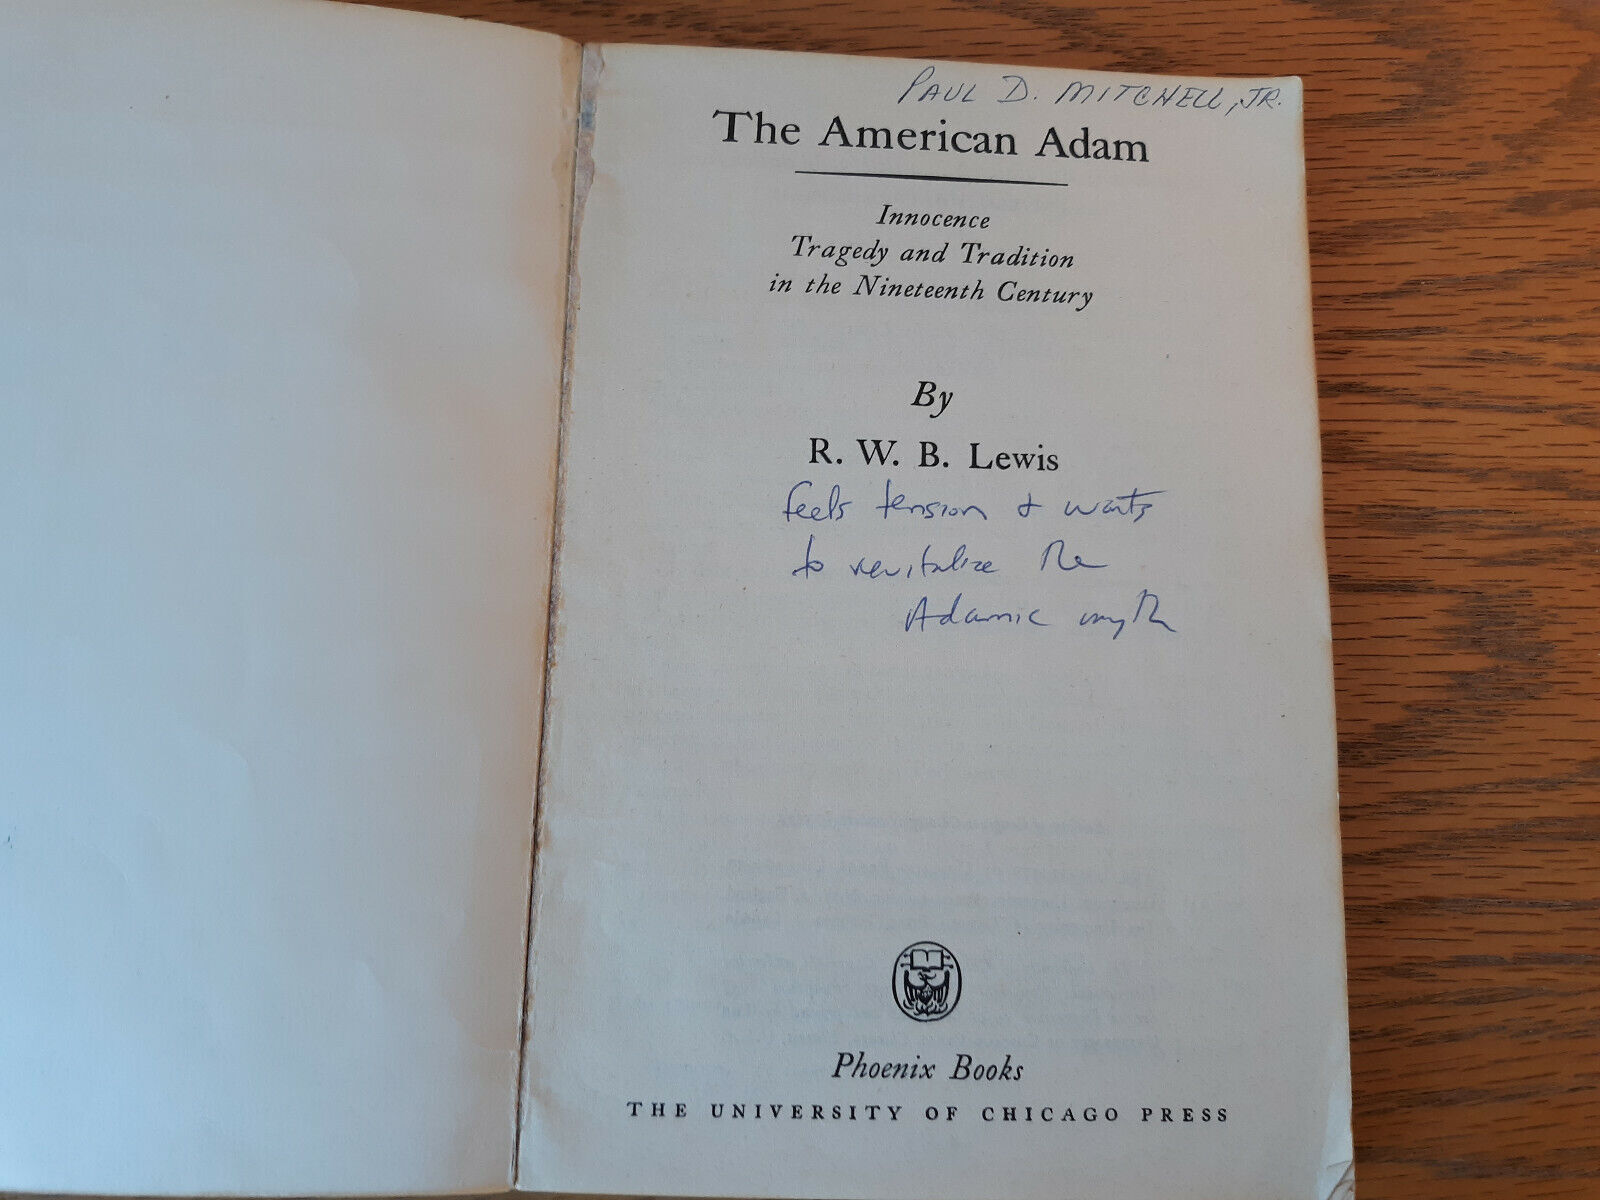 PAUL D. MITCHELL, JR.
The American Adam
Innocence
Tragedy and Tradition
in the Nineteenth Century
By
R. W. B. Lewis
feels tension & wants
to revitalize the
Adamic myth
Phoenix Books
THE UNIVERSITY OF CHICAGO PRESS